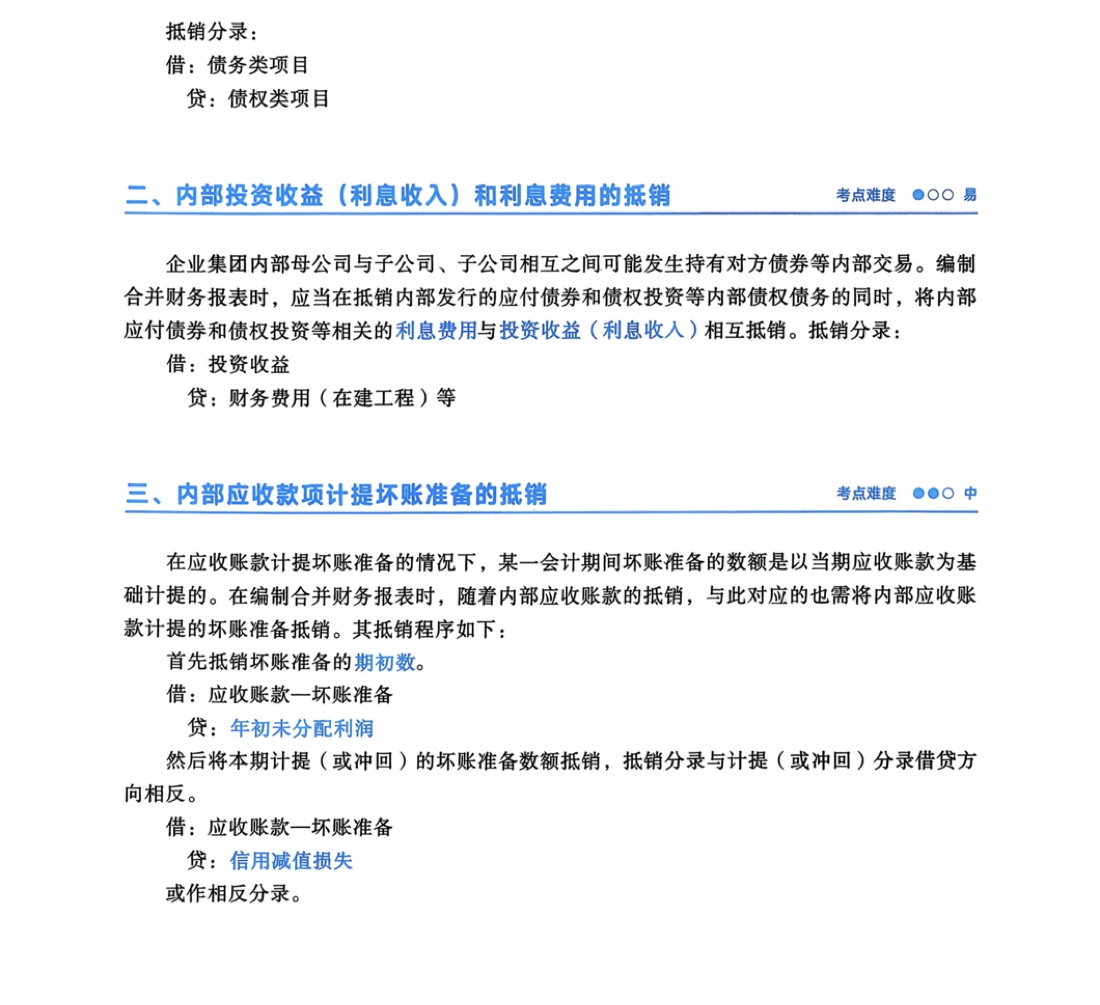 抵销分录：
借：债务类项目
贷：债权类项目
二、内部投资收益（利息收入）和利息费用的抵销 考点难度 ●○○ 易
企业集团内部母公司与子公司、子公司相互之间可能发生持有对方债券等内部交易。编制
合并财务报表时，应当在抵销内部发行的应付债券和债权投资等内部债权债务的同时，将内部
应付债券和债权投资等相关的利息费用与投资收益（利息收入）相互抵销。抵销分录：
借：投资收益
贷：财务费用（在建工程）等
三、内部应收款项计提坏账准备的抵销 考点难度 ●●○ 中
在应收账款计提坏账准备的情况下，某一会计期间坏账准备的数额是以当期应收账款为基
础计提的。在编制合并财务报表时，随着内部应收账款的抵销，与此对应的也需将内部应收账
款计提的坏账准备抵销。其抵销程序如下：
首先抵销坏账准备的期初数。
借：应收账款—坏账准备
贷：年初未分配利润
然后将本期计提（或冲回）的坏账准备数额抵销，抵销分录与计提（或冲回）分录借贷方
向相反。
借：应收账款—坏账准备
贷：信用减值损失
或作相反分录。